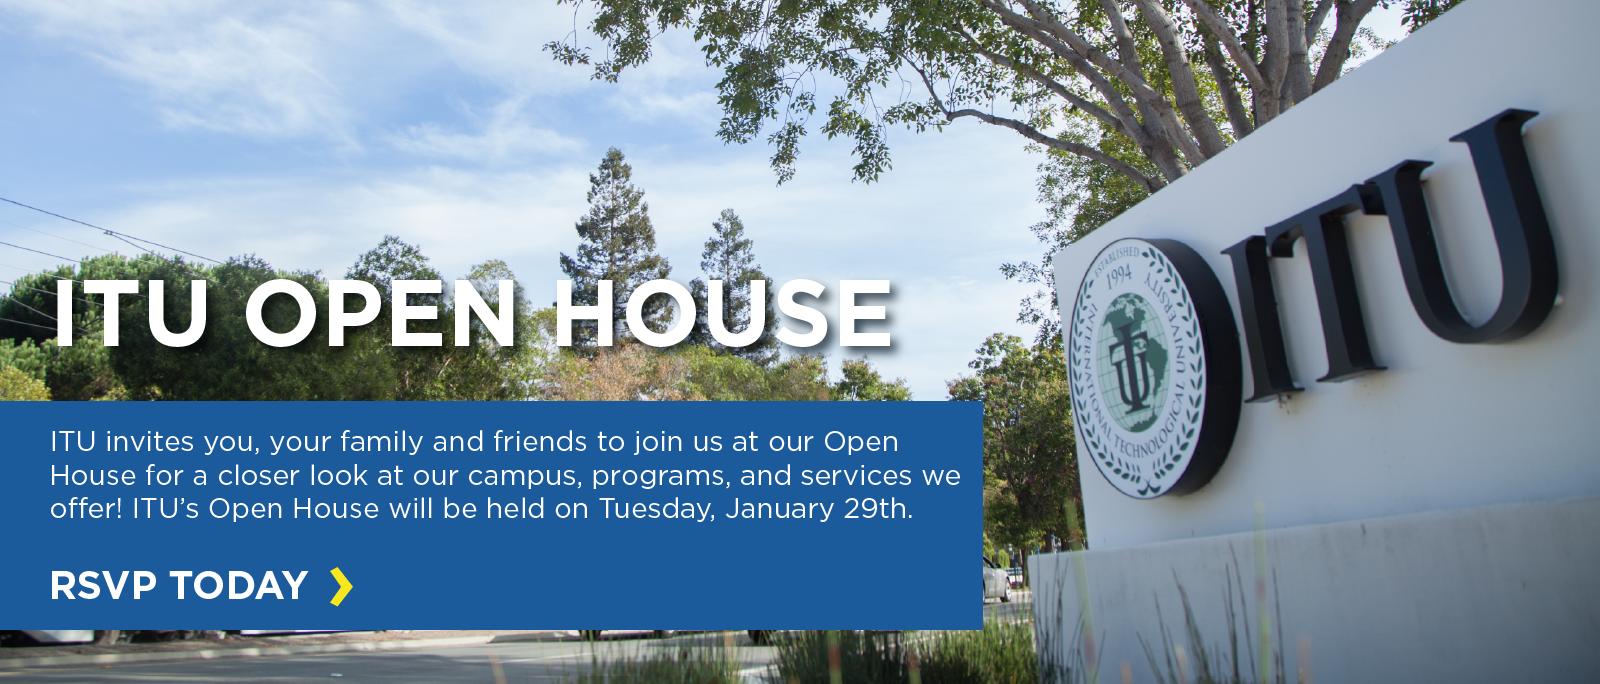 ITU OPEN HOUSE
ITU invites you, your family and friends to join us at our Open
House for a closer look at our campus, programs, and services we
offer! ITU’s Open House will be held on Tuesday, January 29th.
RSVP TODAY
ESTABLISHED
1994
INTERNATIONAL TECHNOLOGICAL UNIVERSITY
ITU
ITU